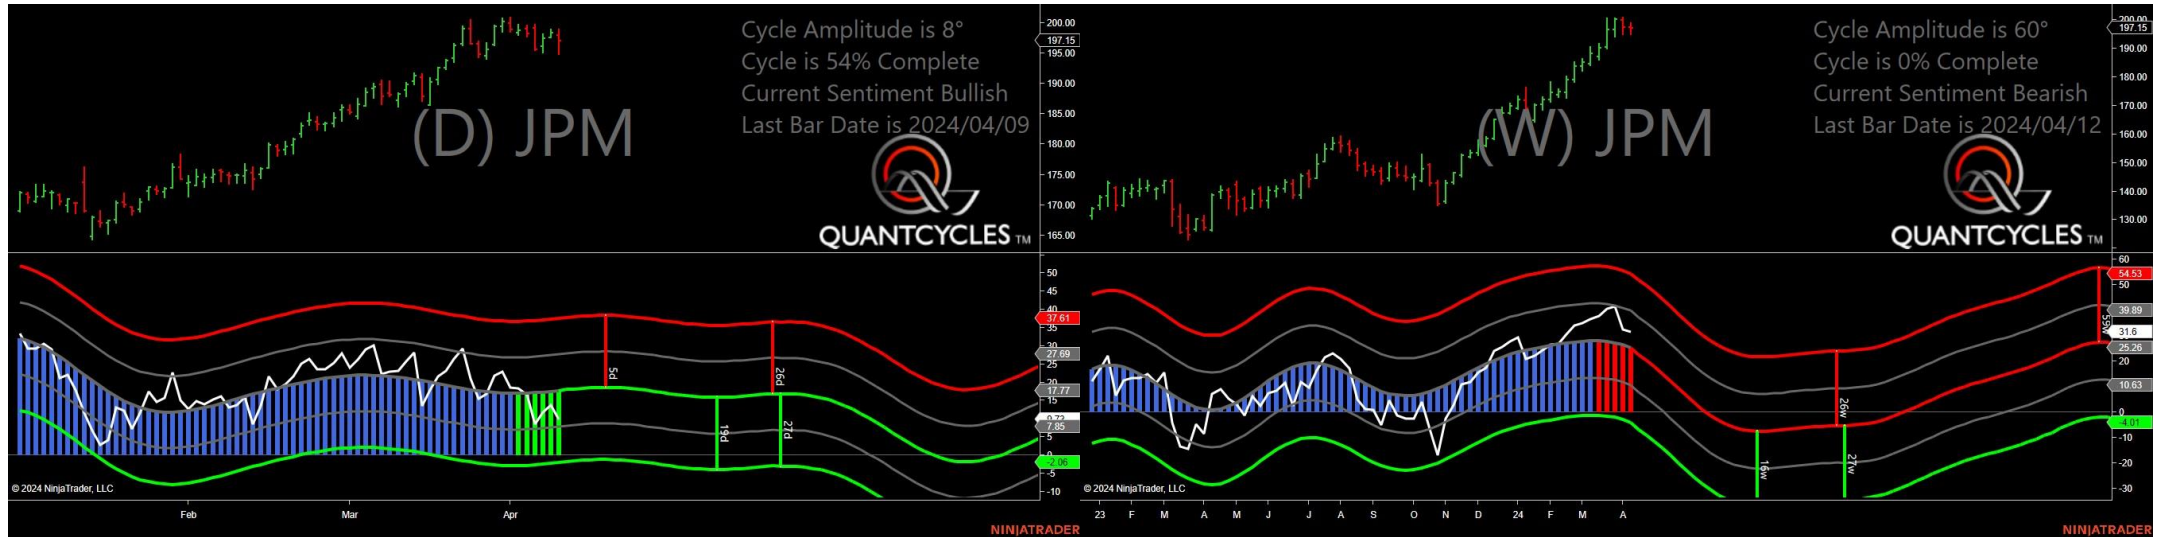 Cycle Amplitude is 8°
Cycle is 54% Complete
Current Sentiment Bullish
Last Bar Date is 2024/04/09
(D) JPM
QUANTCYCLES TM
200.00
197.15
195.00
190.00
185.00
180.00
175.00
170.00
165.00
50
45
40
37.61
35
30
27.69
25
20
17.77
15
7.85
5
0
-2.06
-5
-10
5d
19d
26d
27d
© 2024 NinjaTrader, LLC
Feb Mar Apr
NINJATRADER
Cycle Amplitude is 60°
Cycle is 0% Complete
Current Sentiment Bearish
Last Bar Date is 2024/04/12
(W) JPM
QUANTCYCLES TM
200.00
197.15
190.00
180.00
170.00
160.00
150.00
140.00
130.00
60
54.53
50
39.89
31.6
25.26
20
10.63
0
-4.01
-10
-20
-30
16w
26w
27w
59w
© 2024 NinjaTrader, LLC
23 F M A M J J A S O N D 24 F M A
NINJATRADER